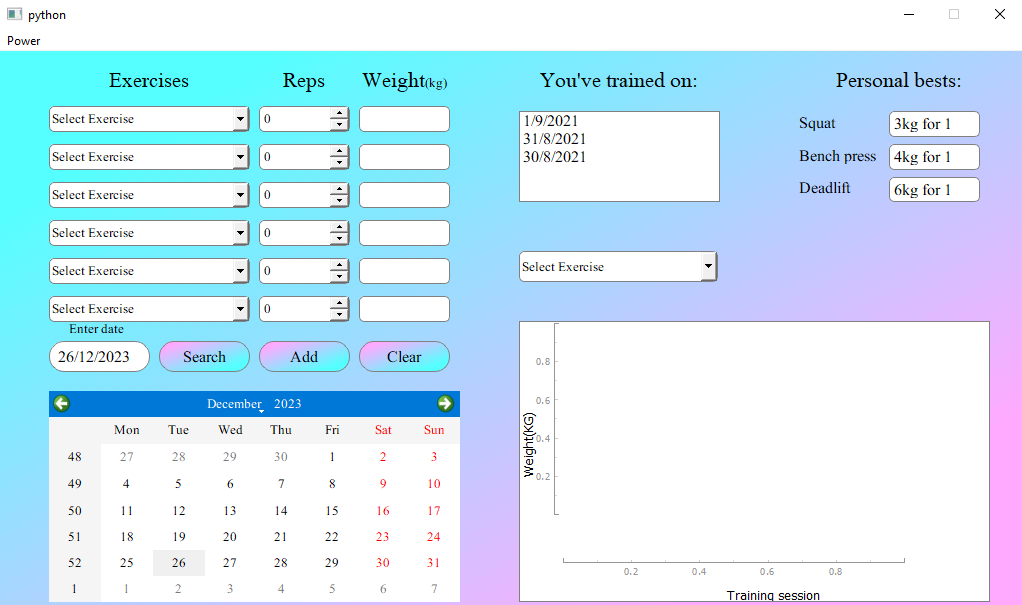 python
Power
Exercises Reps Weight(kg) You've trained on: Personal bests:
Select Exercise 0
Select Exercise 0
Select Exercise 0
Select Exercise 0
Select Exercise 0
Select Exercise 0
Enter date
26/12/2023 Search Add Clear
December 2023
Mon Tue Wed Thu Fri Sat Sun
48 27 28 29 30 1 2 3
49 4 5 6 7 8 9 10
50 11 12 13 14 15 16 17
51 18 19 20 21 22 23 24
52 25 26 27 28 29 30 31
1 1 2 3 4 5 6 7
1/9/2021
31/8/2021
30/8/2021
Squat 3kg for 1
Bench press 4kg for 1
Deadlift 6kg for 1
Select Exercise
Weight(KG)
0.8
0.6
0.4
0.2
0.2 0.4 0.6 0.8
Training session